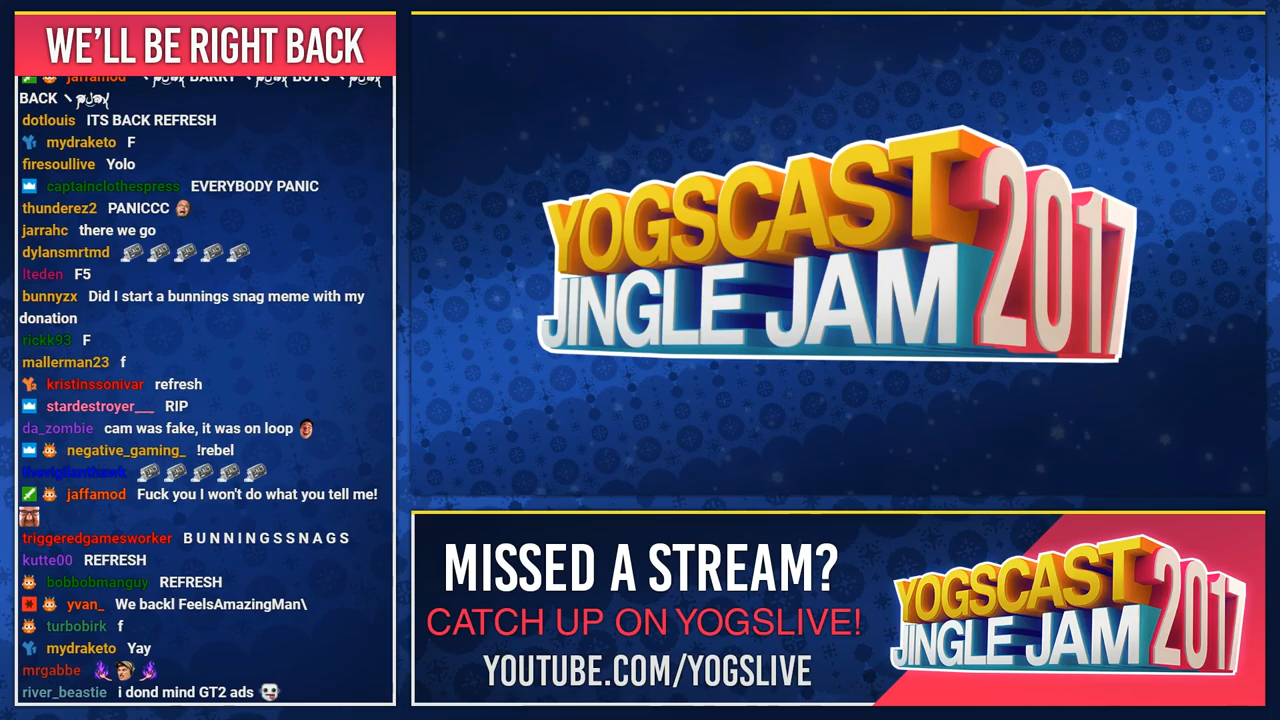 WE'LL BE RIGHT BACK
jaffamod BARRY BOYS
BACK
dotlouis ITS BACK REFRESH
mydraketo F
firesoullive Yolo
captainclothespress EVERYBODY PANIC
thunderez2 PANICCC
jarrahc there we go
dylansmrtmd
lteden F5
bunnyzx Did I start a bunnings snag meme with my
donation
rickk93 F
mallerman23 f
kristinssonivar refresh
stardestroyer___ RIP
da_zombie cam was fake, it was on loop
negative_gaming_ !rebel
thevigilanthawk
jaffamod Fuck you I won't do what you tell me!
triggeredgamesworker B U N N I N G S S N A G S
kutte00 REFRESH
bobbobmanguy REFRESH
yvan_ We backl FeelsAmazingMan\
turbobirk f
mydraketo Yay
mrgabbe
river_beastie i dond mind GT2 ads
YOGSCAST
JINGLE JAM 2017
MISSED A STREAM?
CATCH UP ON YOGSLIVE!
YOUTUBE.COM/YOGSLIVE
YOGSCAST
JINGLE JAM 2017